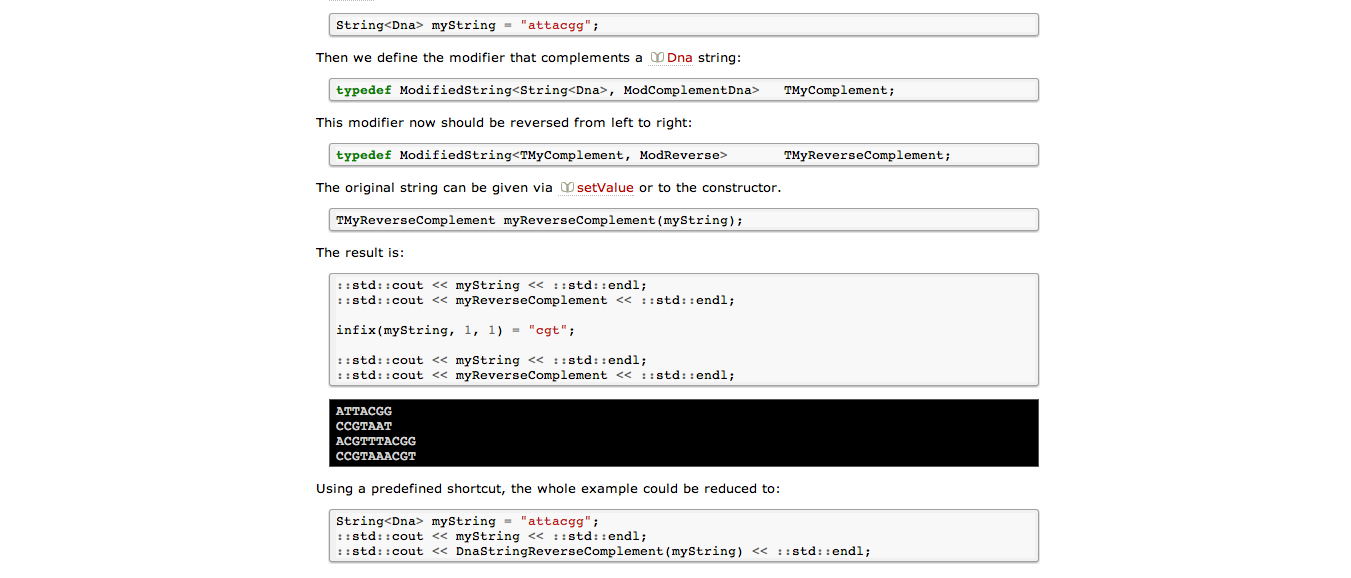 String<Dna> myString = "attacgg";
Then we define the modifier that complements a Dna string:
typedef ModifiedString<String<Dna>, ModComplementDna>   TMyComplement;
This modifier now should be reversed from left to right:
typedef ModifiedString<TMyComplement, ModReverse>       TMyReverseComplement;
The original string can be given via setValue or to the constructor.
TMyReverseComplement myReverseComplement(myString);
The result is:
::std::cout << myString << ::std::endl;
::std::cout << myReverseComplement << ::std::endl;
infix(myString, 1, 1) = "cgt";
::std::cout << myString << ::std::endl;
::std::cout << myReverseComplement << ::std::endl;
ATTACGG
CCGTAAT
ACGTTTACGG
CCGTAAACGT
Using a predefined shortcut, the whole example could be reduced to:
String<Dna> myString = "attacgg";
::std::cout << myString << ::std::endl;
::std::cout << DnaStringReverseComplement(myString) << ::std::endl;